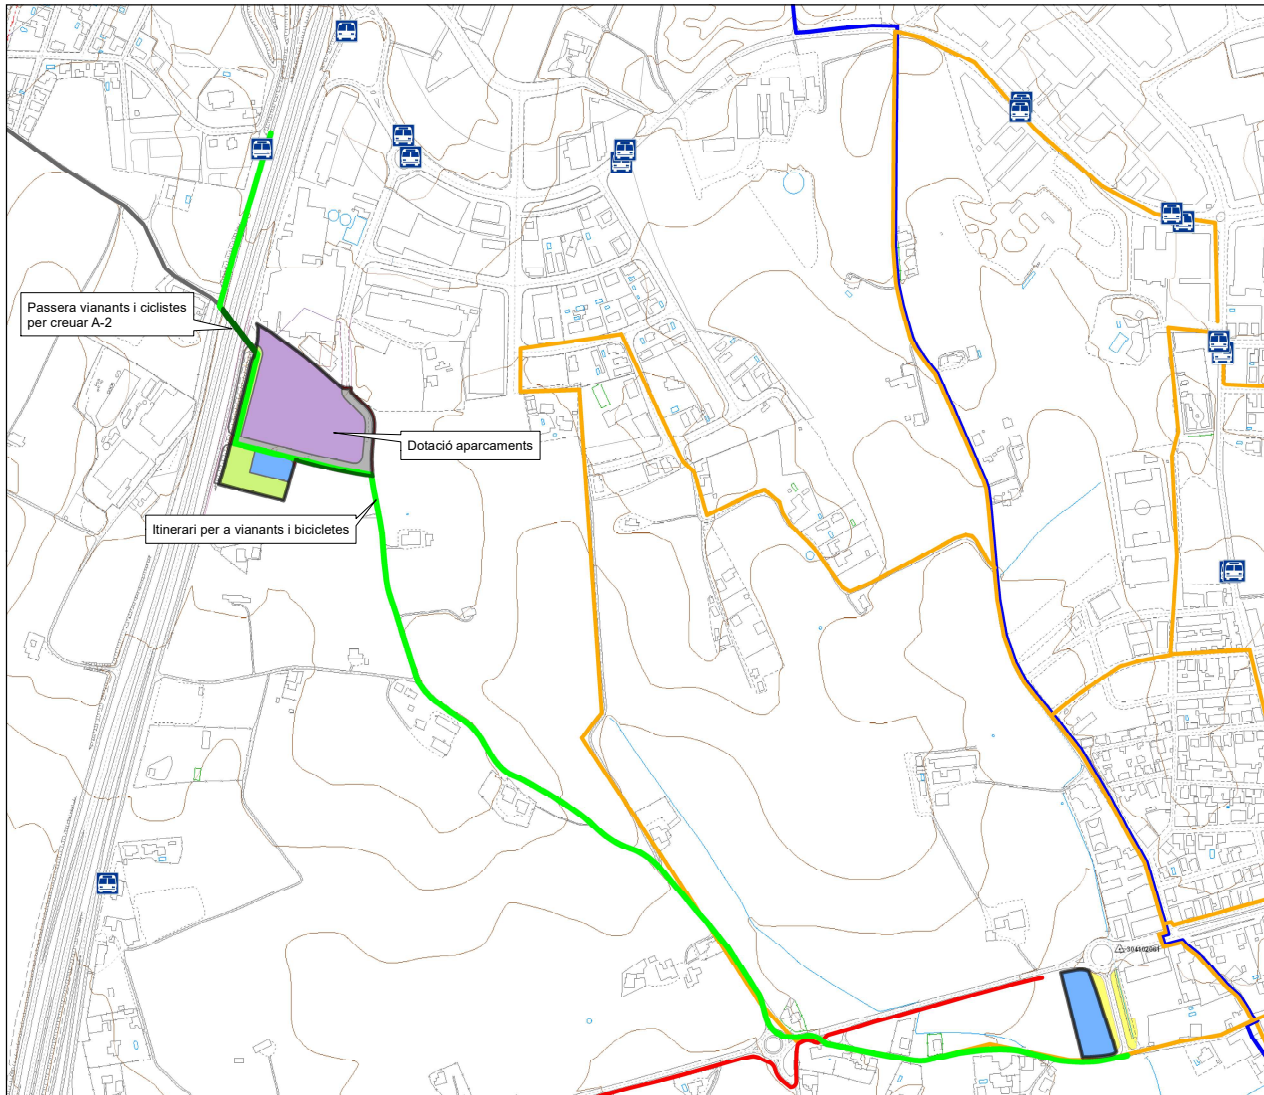 Passera vianants i ciclistes
per creuar A-2
Dotació aparcaments
Itinerari per a vianants i bicicletes